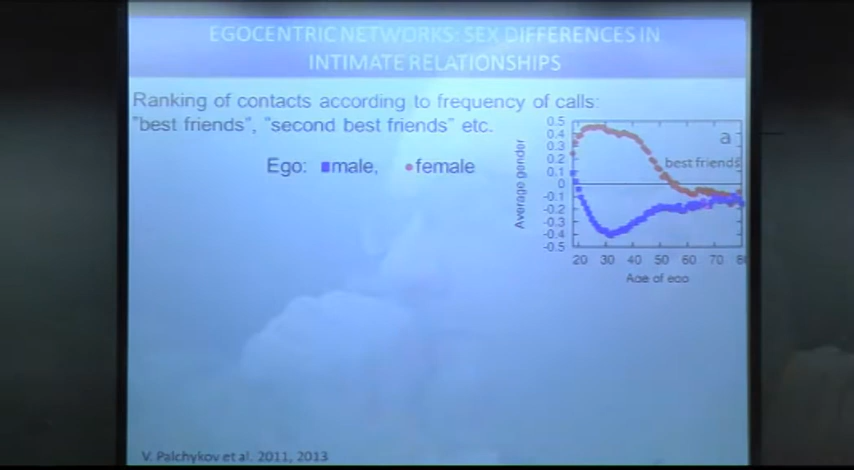 EGOCENTRIC NETWORKS: SEX DIFFERENCES IN
INTIMATE RELATIONSHIPS
Ranking of contacts according to frequency of calls:
"best friends", "second best friends" etc.
Ego: male, female
a
best friends
Average gender
0.5
0.4
0.3
0.2
0.1
0
-0.1
-0.2
-0.3
-0.4
-0.5
20 30 40 50 60 70 8
Age of ego
V. Palchykov et al. 2011, 2013